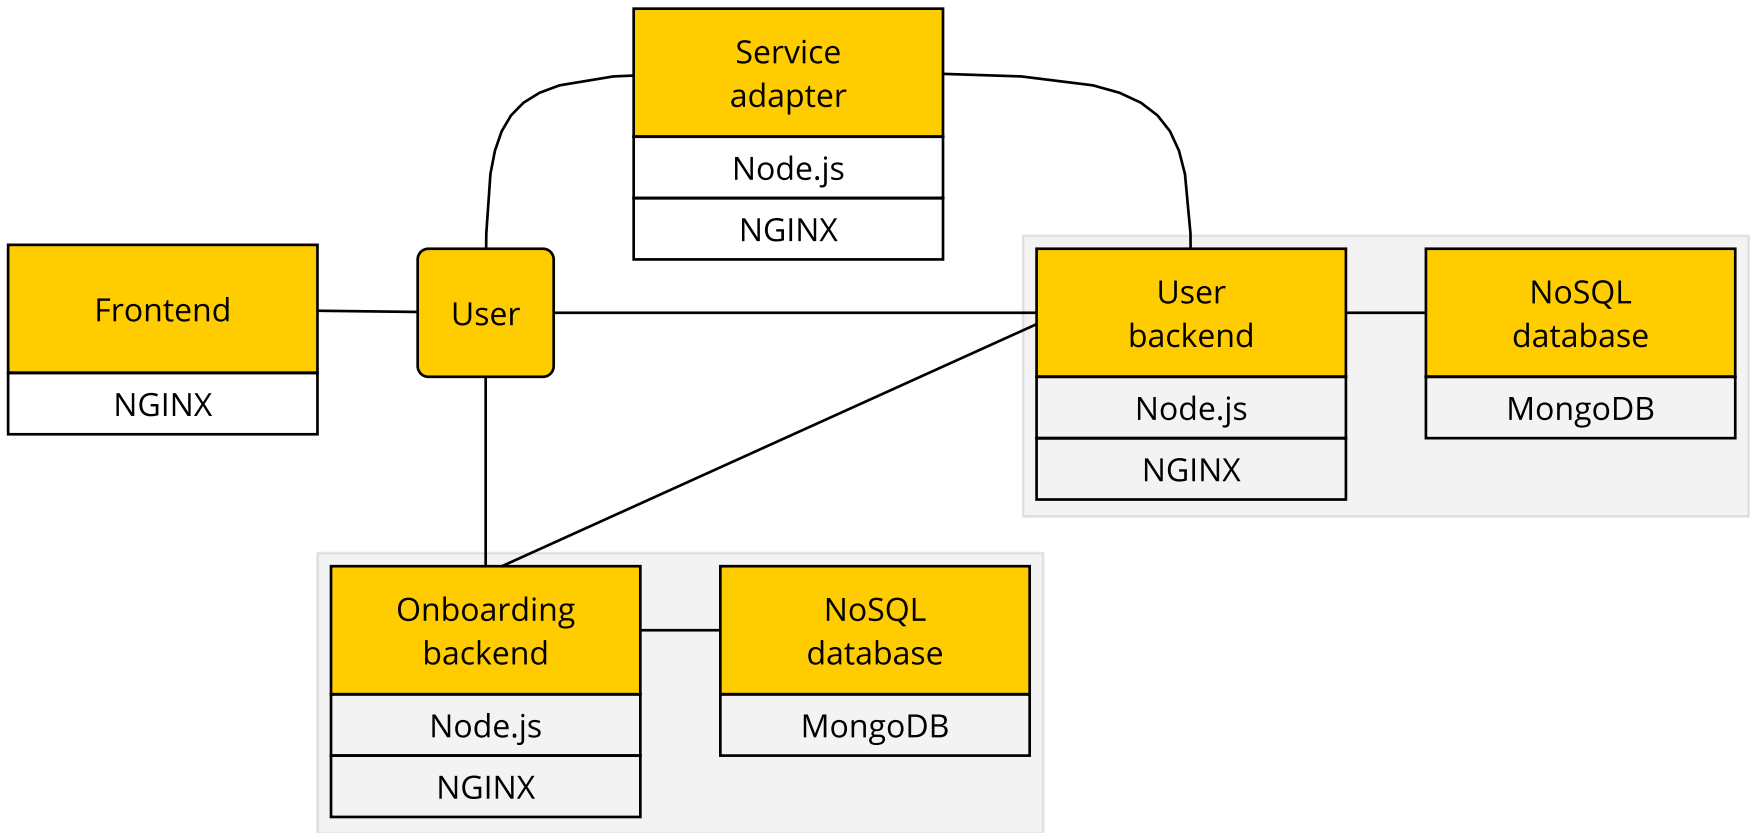 Service
adapter
Node.js
NGINX
Frontend
NGINX
User
User
backend
Node.js
NGINX
NoSQL
database
MongoDB
Onboarding
backend
Node.js
NGINX
NoSQL
database
MongoDB